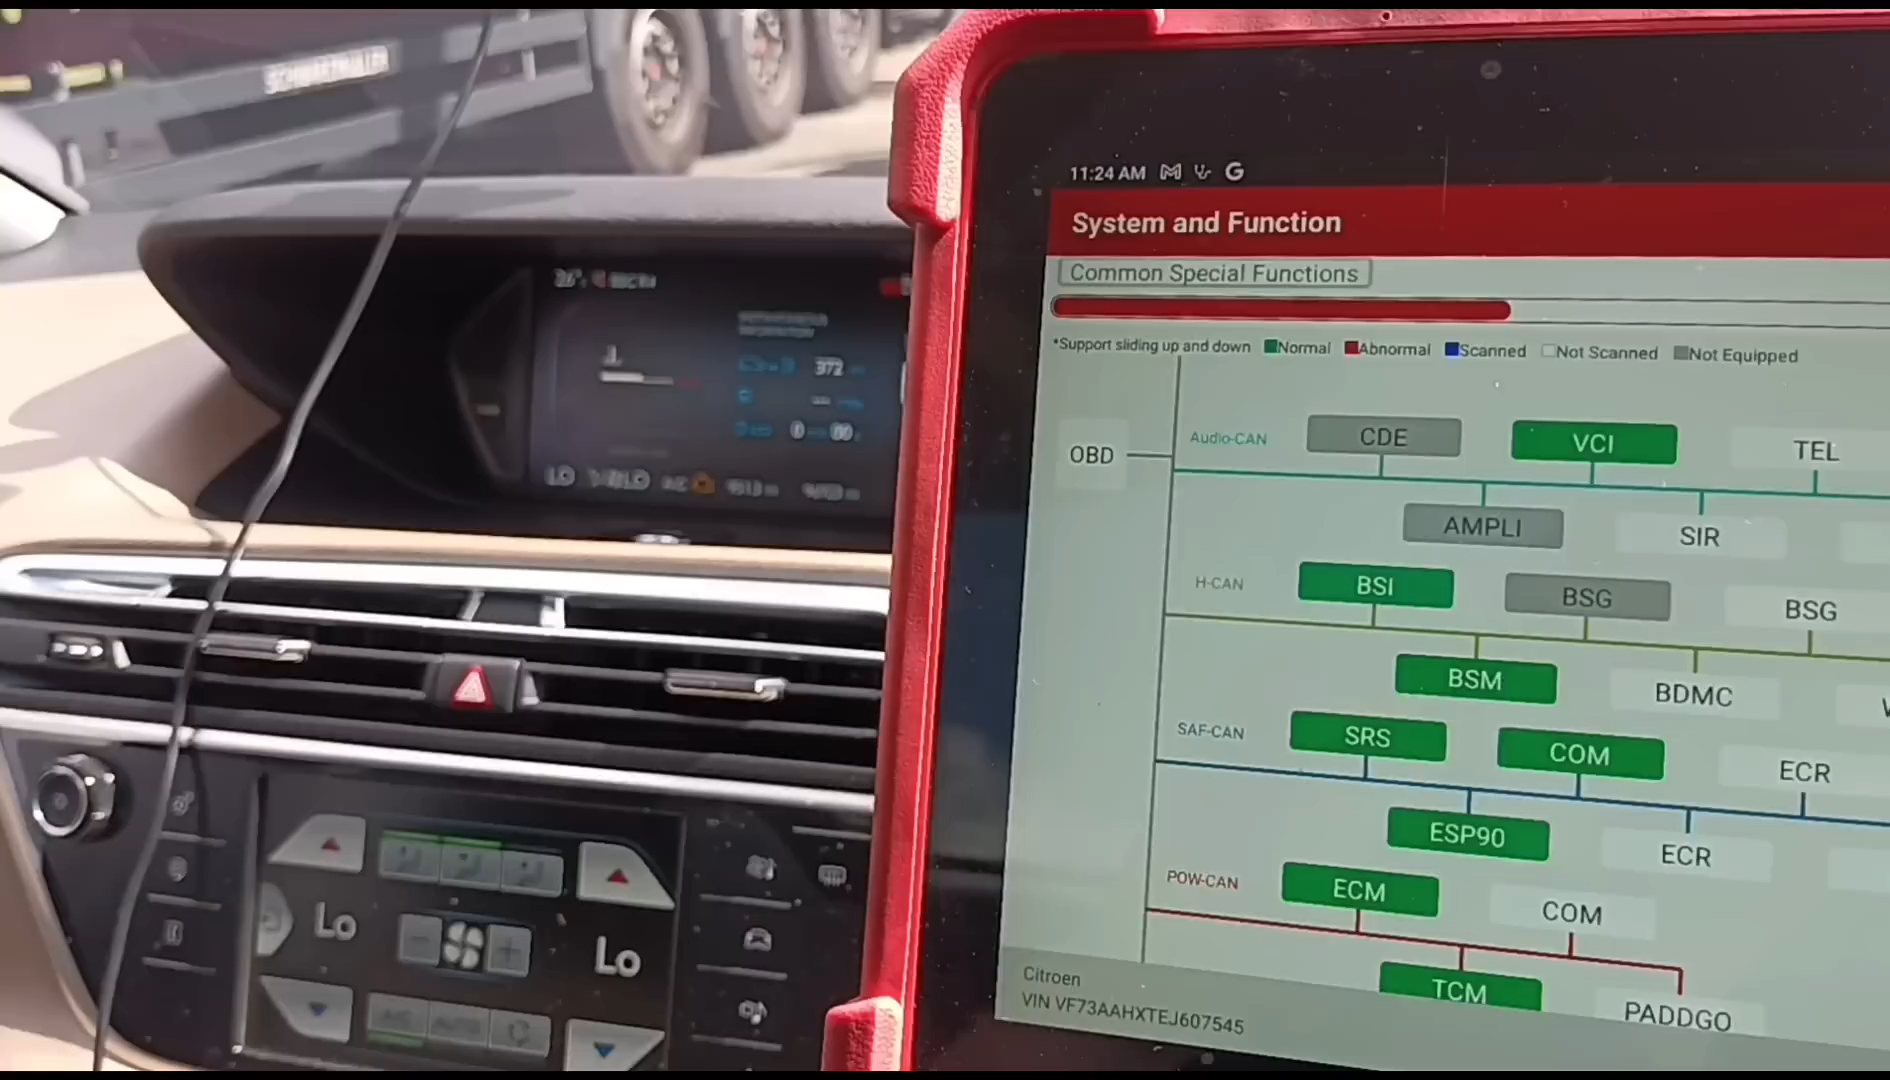 SCHWARZMÜLLER
11:24 AM
System and Function
Common Special Functions
*Support sliding up and down Normal Abnormal Scanned Not Scanned Not Equipped
OBD
Audio-CAN CDE VCI TEL
AMPLI SIR
H-CAN BSI BSG BSG
BSM BDMC
SAF-CAN SRS COM ECR
ESP90 ECR
POW-CAN ECM COM
TCM PADDGO
Citroen
VIN VF73AAHXTEJ607545
372
Lo Lo